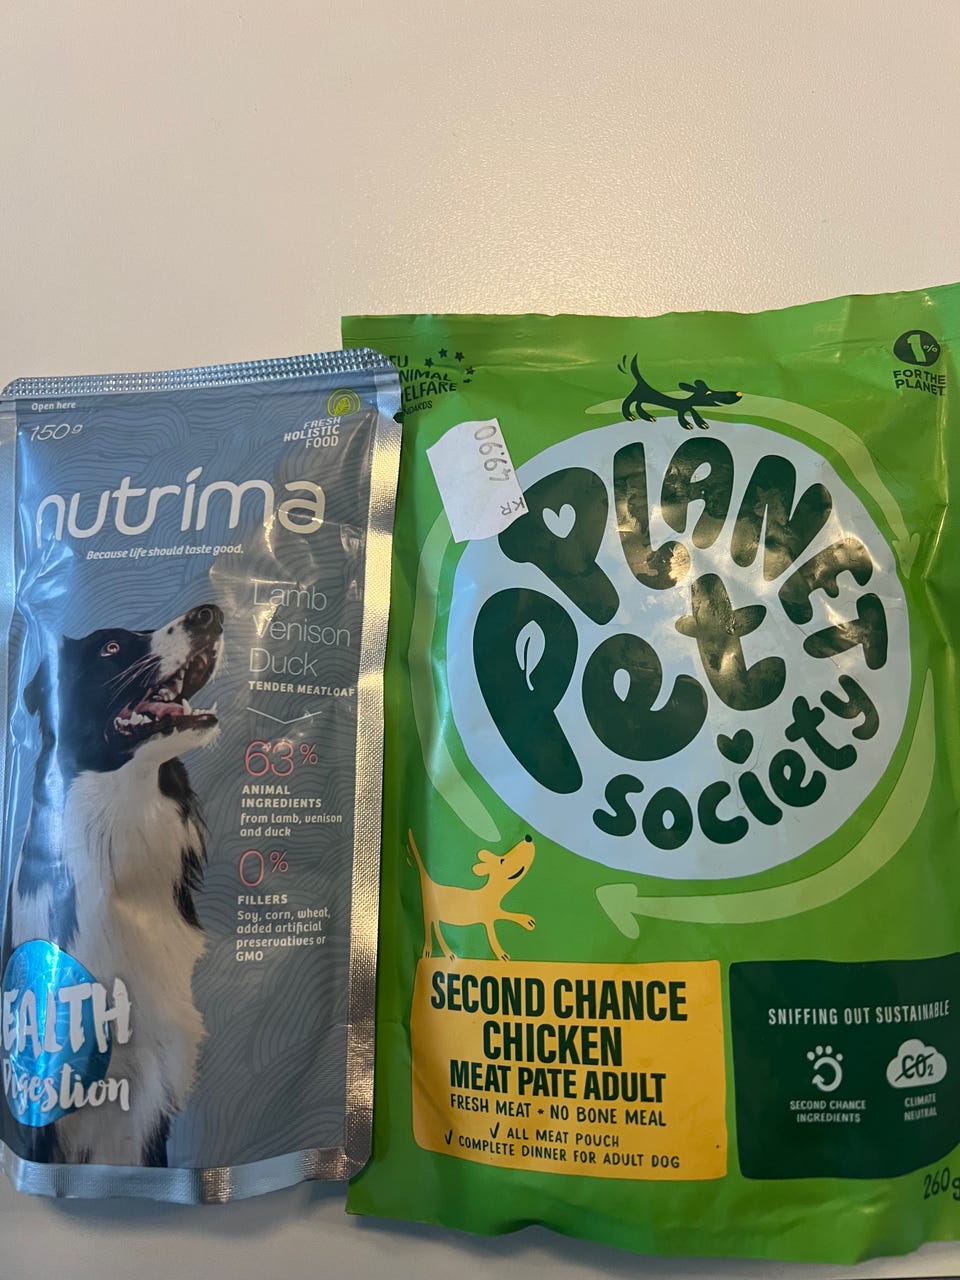 Open here
150g
FRESH
HOLISTIC
FOOD
nutríma
Because life should taste good.
Lamb
Venison
Duck
TENDER MEATLOAF
63%
ANIMAL
INGREDIENTS
from lamb, venison
and duck
0%
FILLERS
Soy, corn, wheat,
added artificial
preservatives or
GMO
EALTH
Digestion
EU
ANIMAL
WELFARE
NDARDS
1%
FOR THE
PLANET
KR
49,90
PLANET
Pet
society
SECOND CHANCE
CHICKEN
MEAT PATE ADULT
FRESH MEAT * NO BONE MEAL
✓ ALL MEAT POUCH
✓ COMPLETE DINNER FOR ADULT DOG
SNIFFING OUT SUSTAINABLE
SECOND CHANCE
INGREDIENTS
CO2
CLIMATE
NEUTRAL
260g